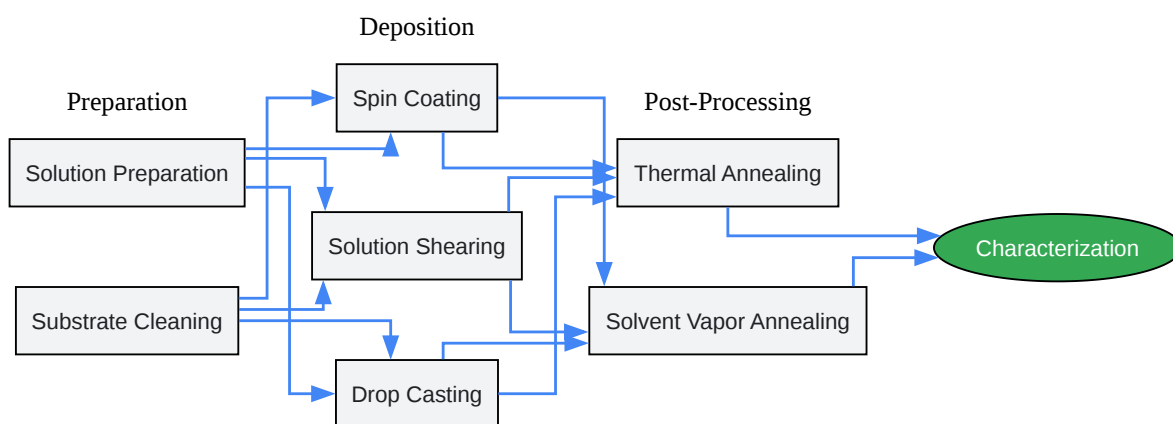 Deposition
Preparation
Spin Coating
Post-Processing
Solution Preparation
Thermal Annealing
Solution Shearing
Characterization
Substrate Cleaning
Solvent Vapor Annealing
Drop Casting